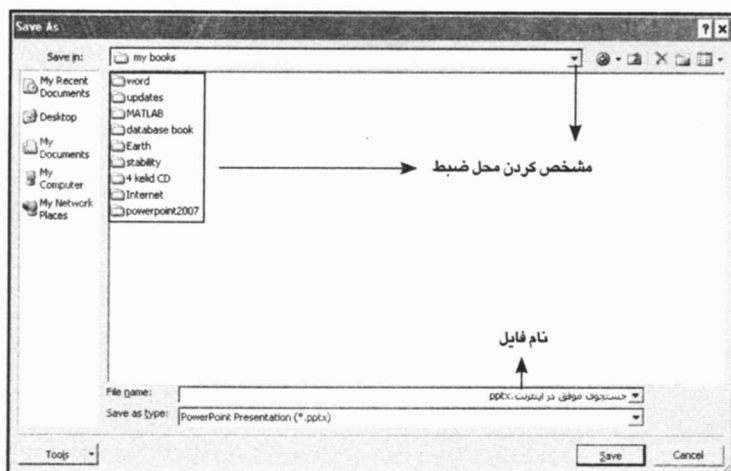 Save As
Save in:
my books
My Recent Documents
Desktop
My Documents
My Computer
My Network Places
word
updates
MATLAB
database book
Earth
stability
4 kelid CD
Internet
powerpoint2007
مشخص کردن محل ضبط
نام فایل
File name:
جستجوی موفق در اینترنت.pptx
Save as type:
PowerPoint Presentation (*.pptx)
Tools
Save
Cancel